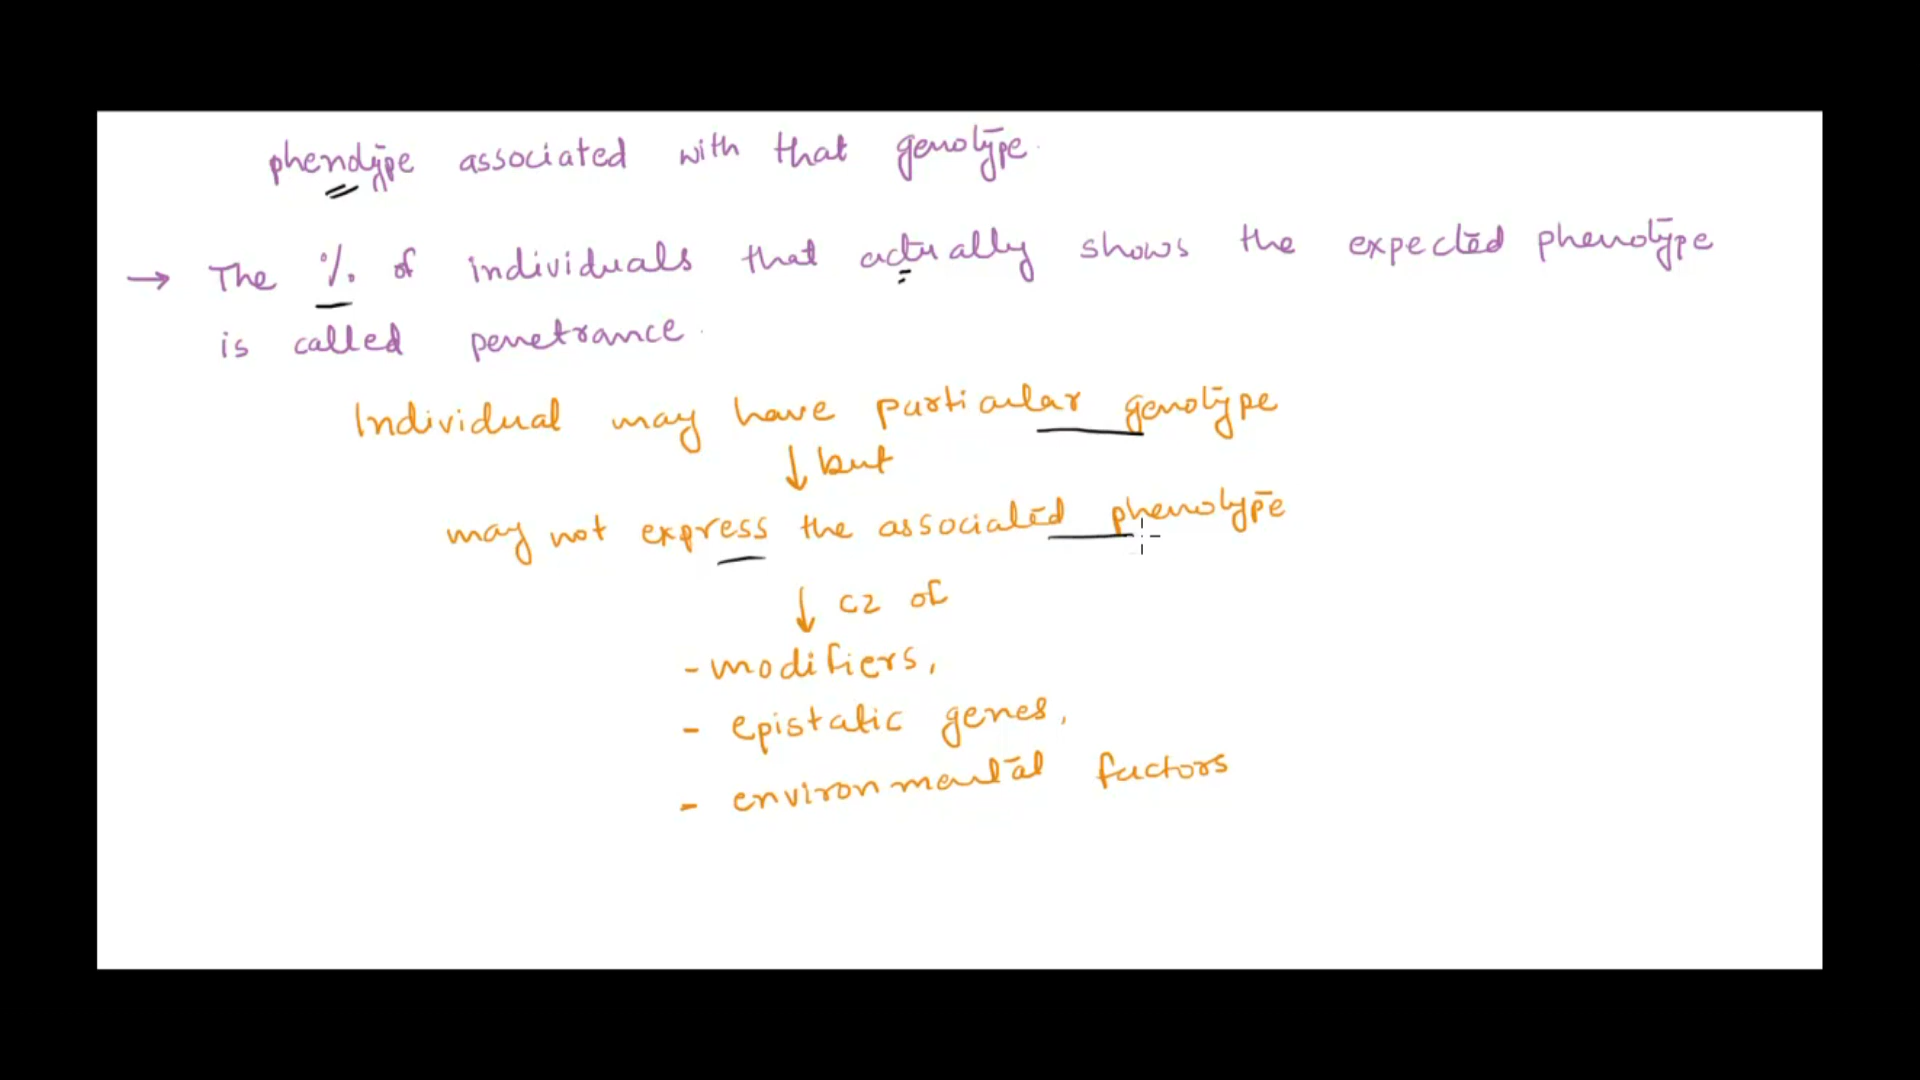 phenotype associated with that genotype.
→ The % of individuals that actually shows the expected phenotype
is called penetrance.
Individual may have particular genotype
↓ but
may not express the associated phenotype
↓ cz of
- modifiers,
- epistatic genes,
- environmental factors